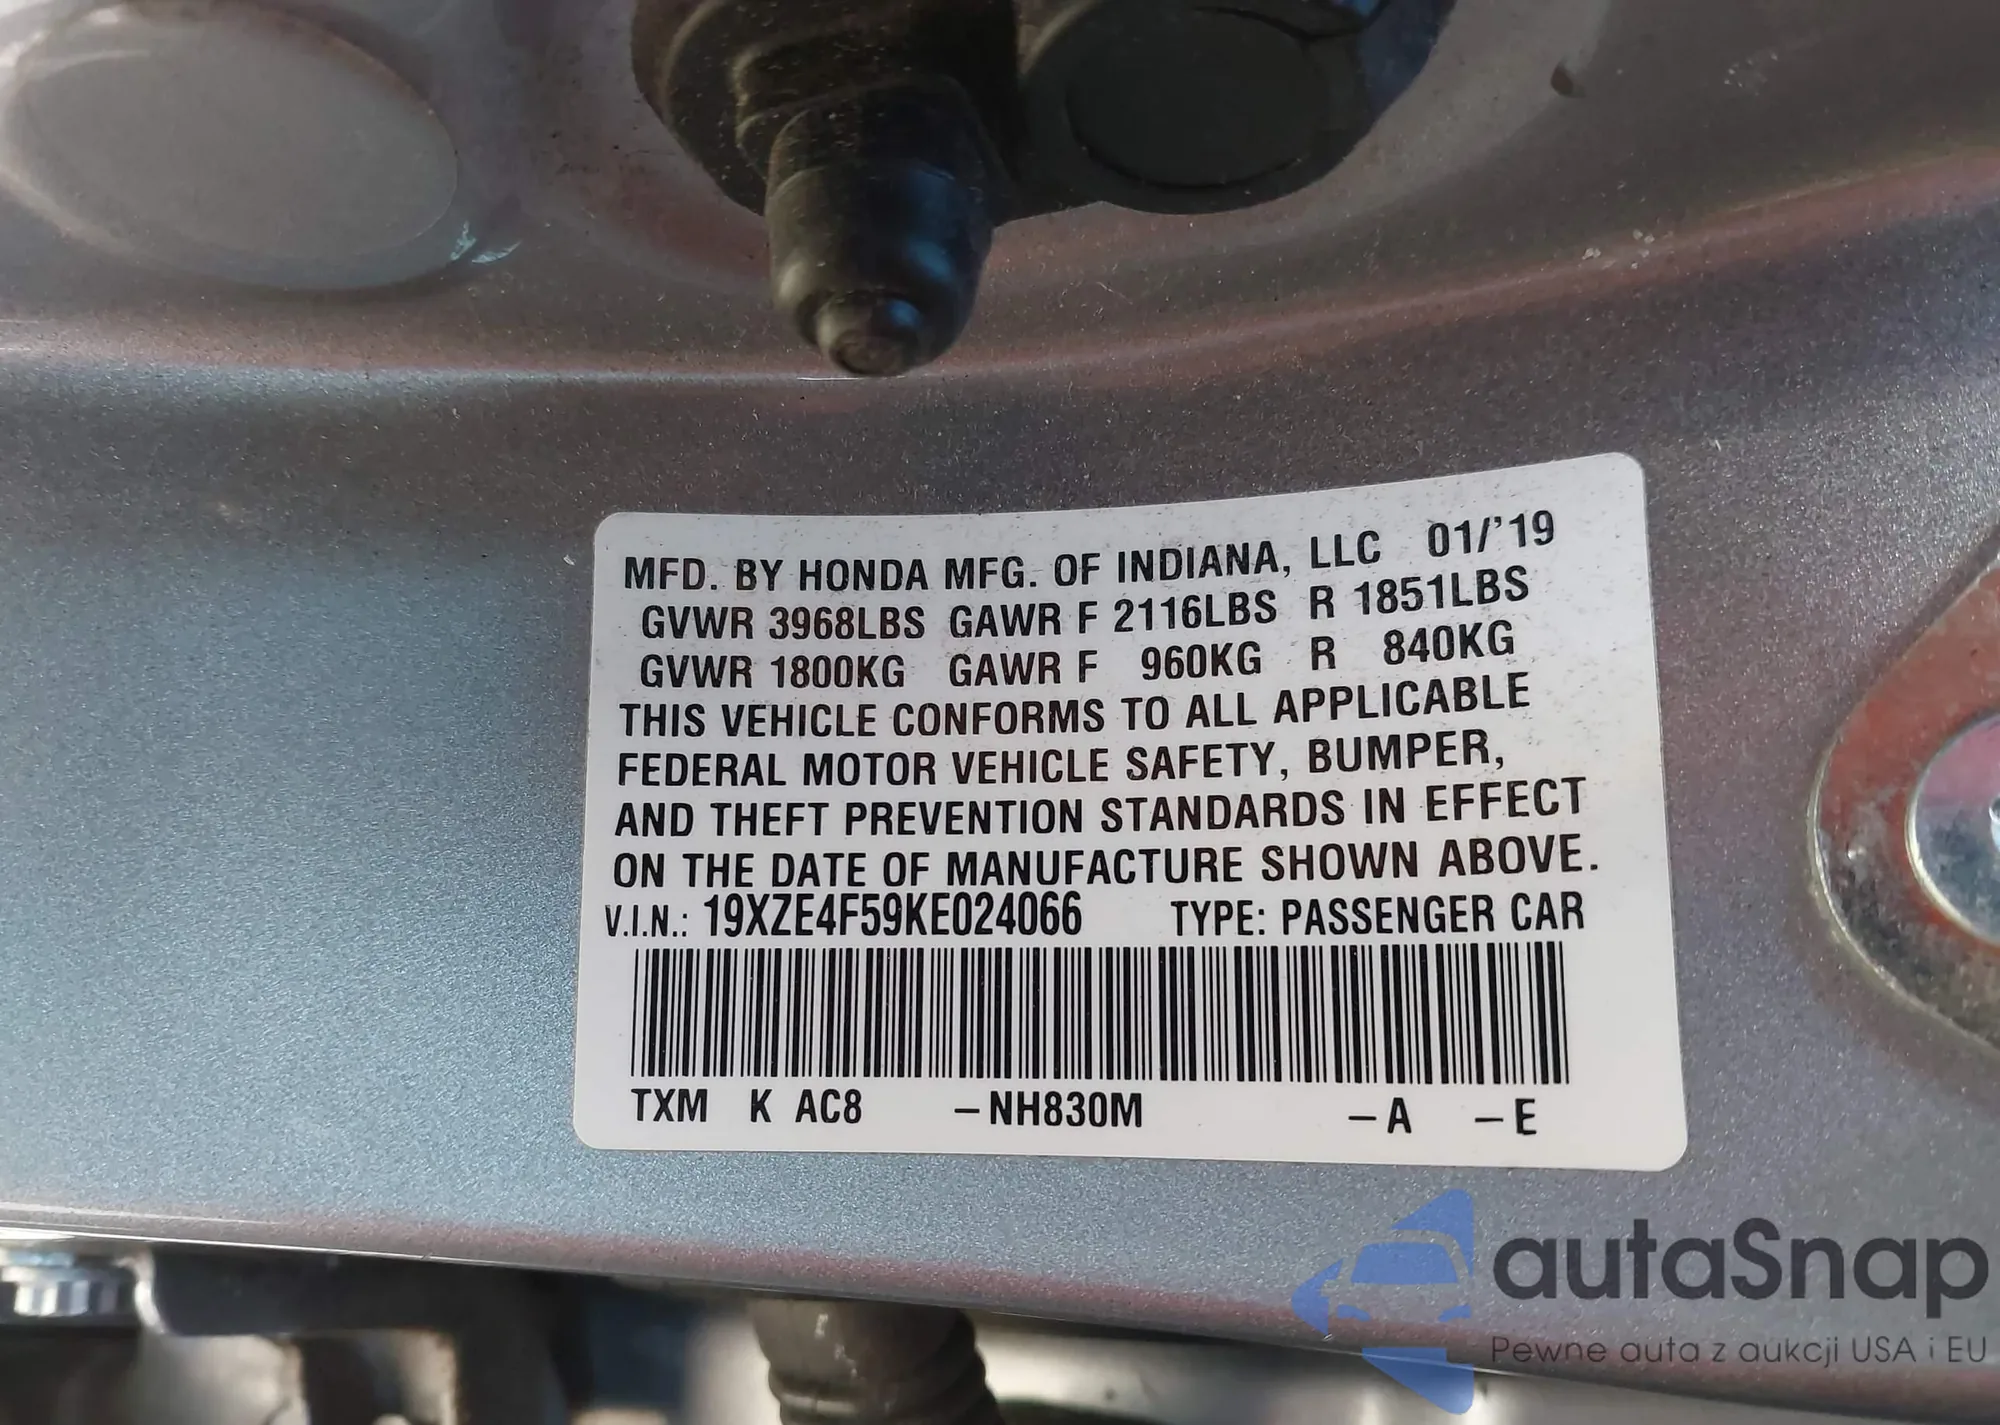 MFD. BY HONDA MFG. OF INDIANA, LLC 01/'19
GVWR 3968LBS GAWR F 2116LBS R 1851LBS
GVWR 1800KG GAWR F 960KG R 840KG
THIS VEHICLE CONFORMS TO ALL APPLICABLE
FEDERAL MOTOR VEHICLE SAFETY, BUMPER,
AND THEFT PREVENTION STANDARDS IN EFFECT
ON THE DATE OF MANUFACTURE SHOWN ABOVE.
V.I.N.: 19XZE4F59KE024066 TYPE: PASSENGER CAR
TXM K AC8 -NH830M -A -E
autaSnap
Pewne auta z aukcji USA i EU